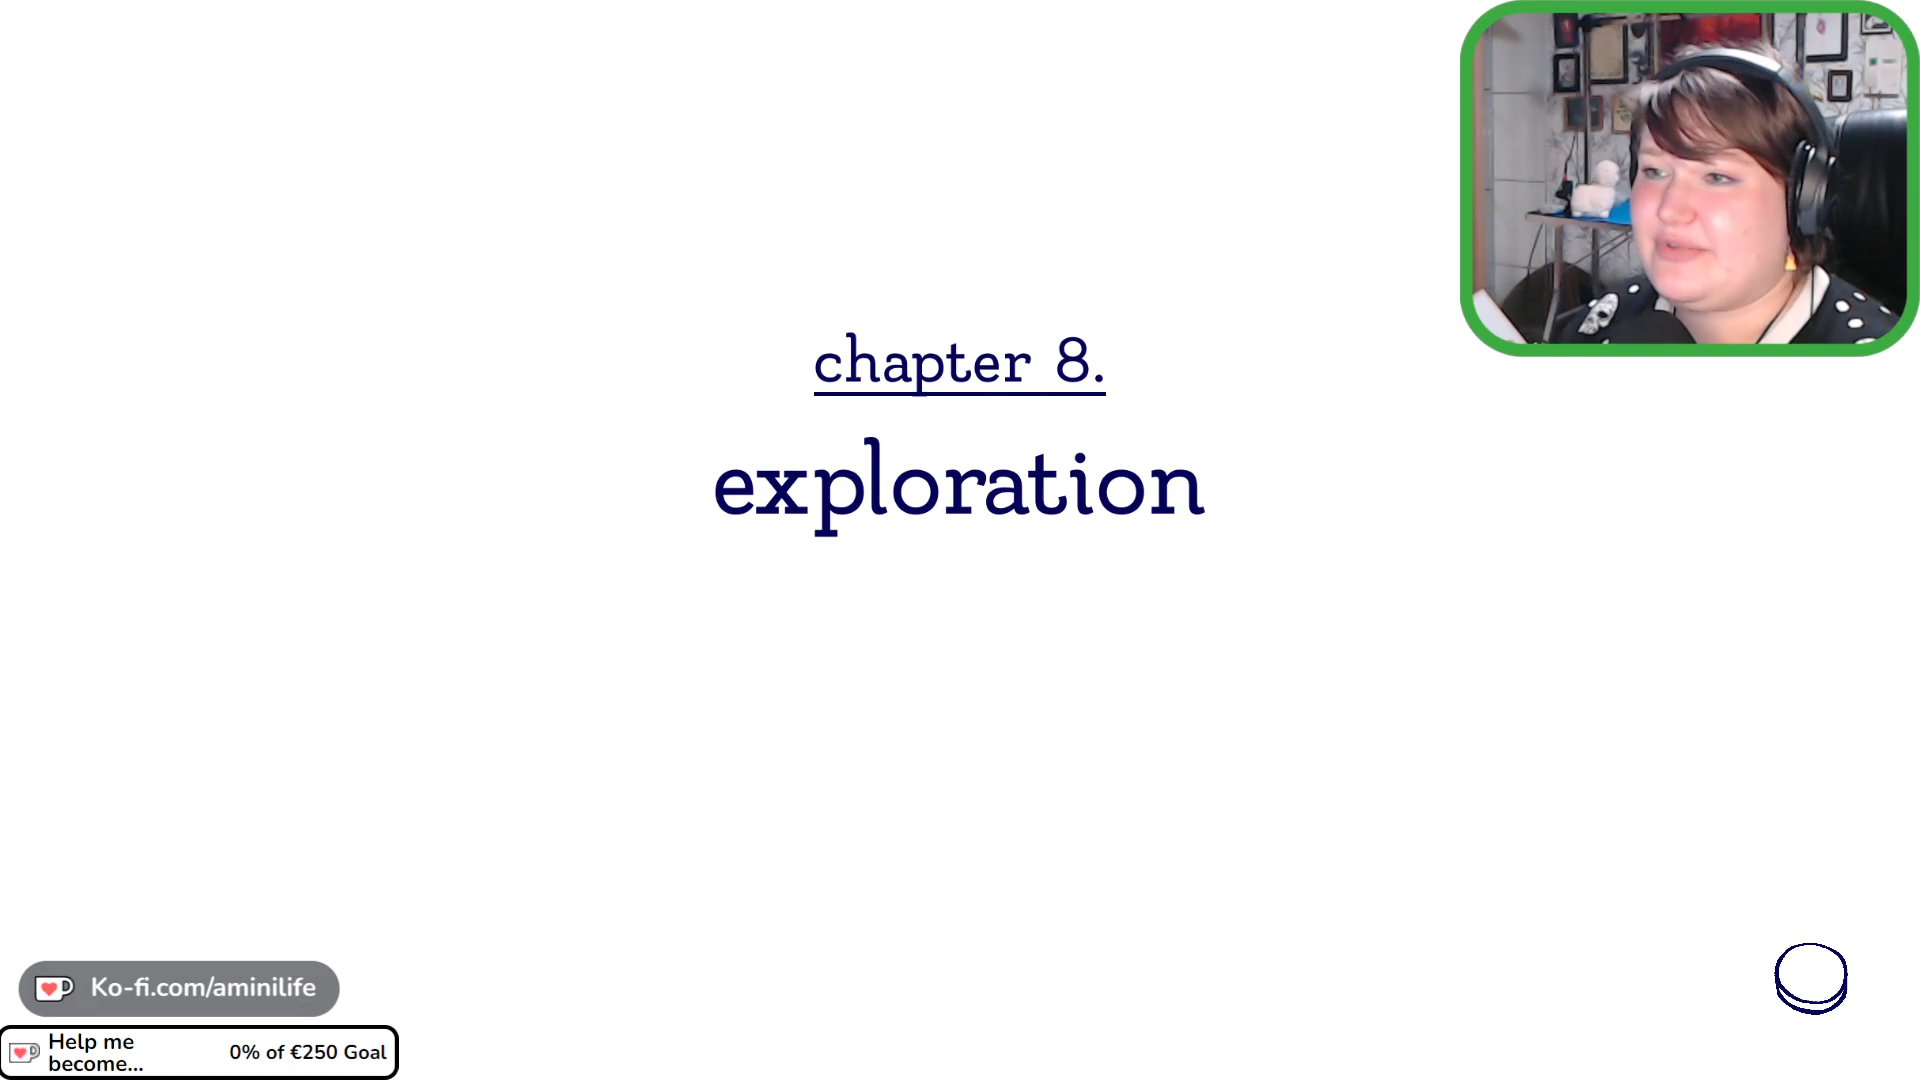 chapter 8.
exploration
Ko-fi.com/aminilife
Help me
become...
0% of €250 Goal